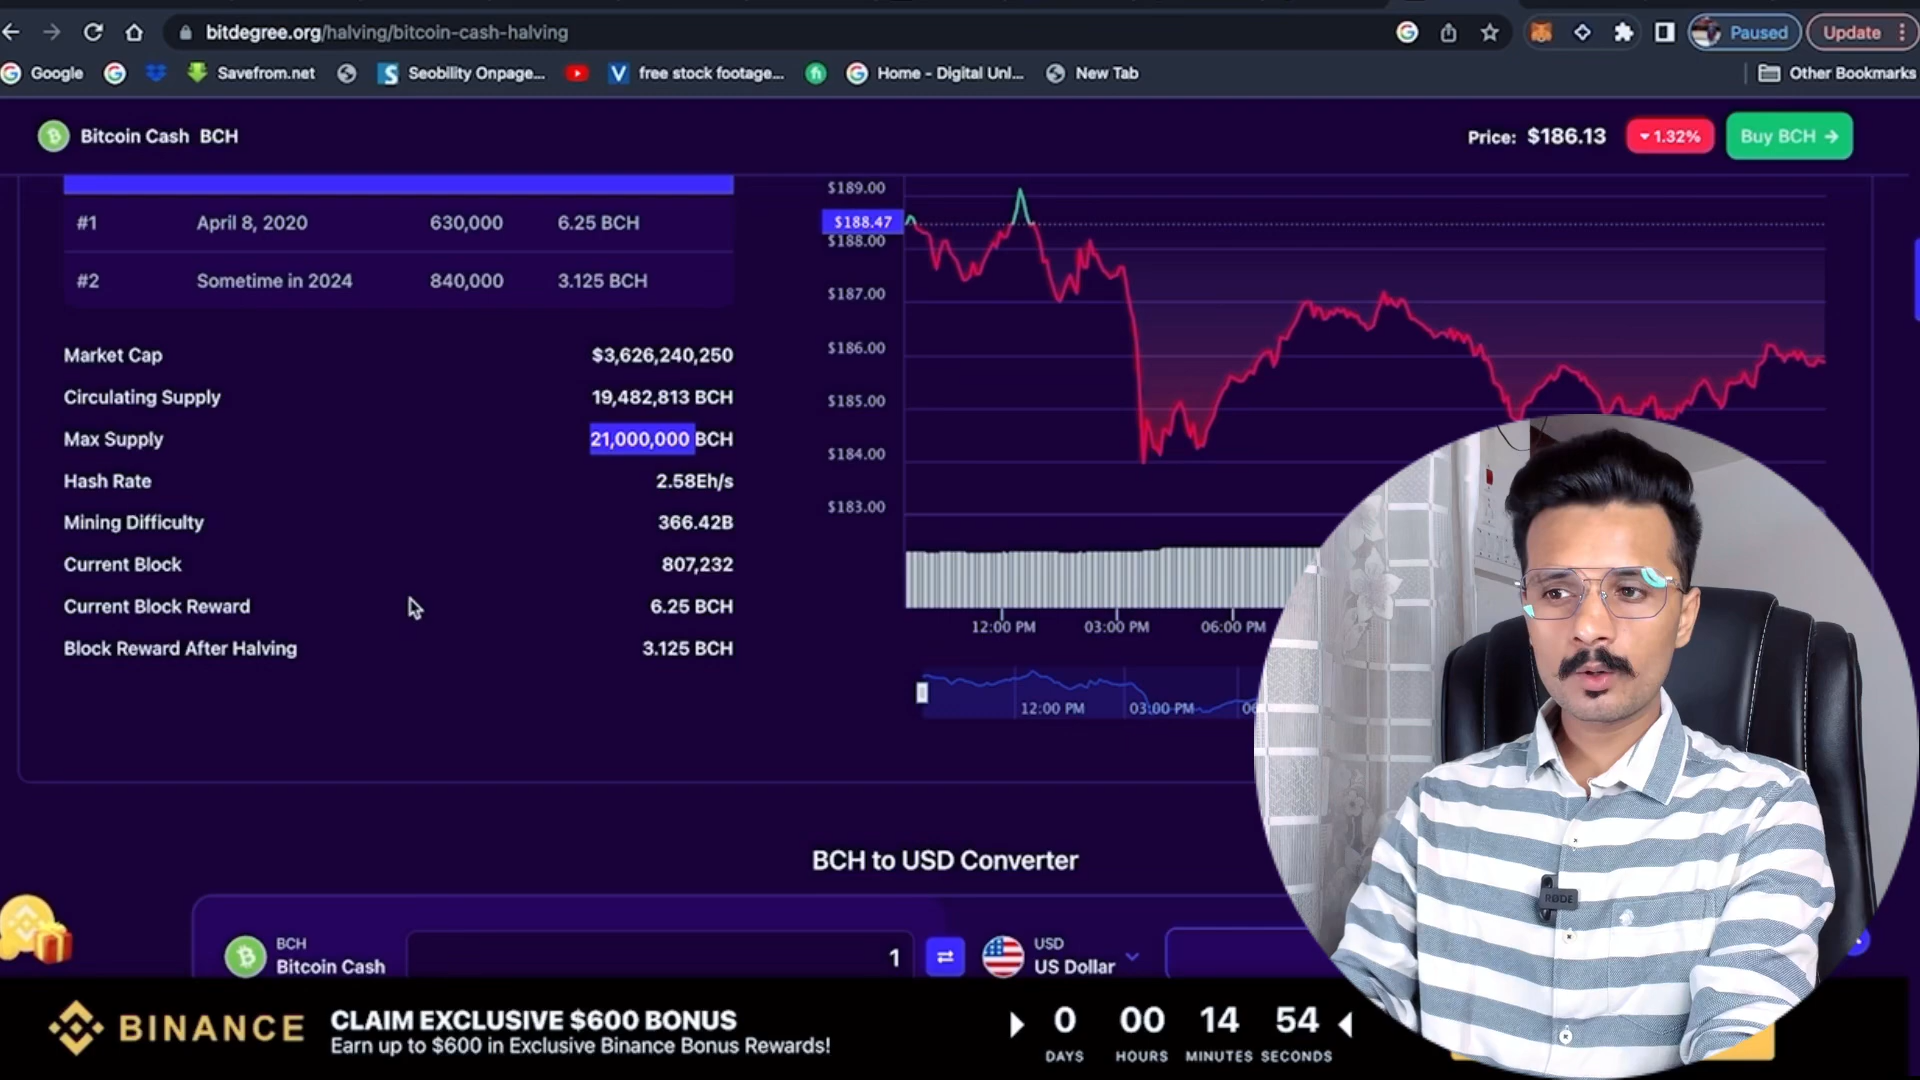 bitdegree.org/halving/bitcoin-cash-halving
Paused
Update
Google
Savefrom.net
Seobility Onpage...
free stock footage...
Home - Digital Unl...
New Tab
Other Bookmarks
Bitcoin Cash BCH
Price: $186.13
1.32%
Buy BCH →
#1 April 8, 2020 630,000 6.25 BCH
#2 Sometime in 2024 840,000 3.125 BCH
Market Cap $3,626,240,250
Circulating Supply 19,482,813 BCH
Max Supply 21,000,000 BCH
Hash Rate 2.58Eh/s
Mining Difficulty 366.42B
Current Block 807,232
Current Block Reward 6.25 BCH
Block Reward After Halving 3.125 BCH
$189.00
$188.47
$188.00
$187.00
$186.00
$185.00
$184.00
$183.00
12:00 PM 03:00 PM 06:00 PM
12:00 PM 03:00 PM
BCH to USD Converter
BCH
Bitcoin Cash
1
USD
US Dollar
RØDE
BINANCE
CLAIM EXCLUSIVE $600 BONUS
Earn up to $600 in Exclusive Binance Bonus Rewards!
0 00 14 54
DAYS HOURS MINUTES SECONDS